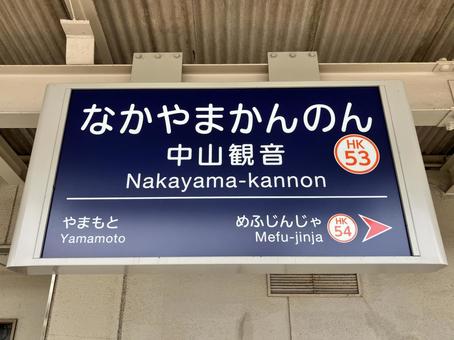 なかやまかんのん
中山観音
HK
53
Nakayama-kannon
やまもと
Yamamoto
めふじんじゃ
Mefu-jinja
HK
54